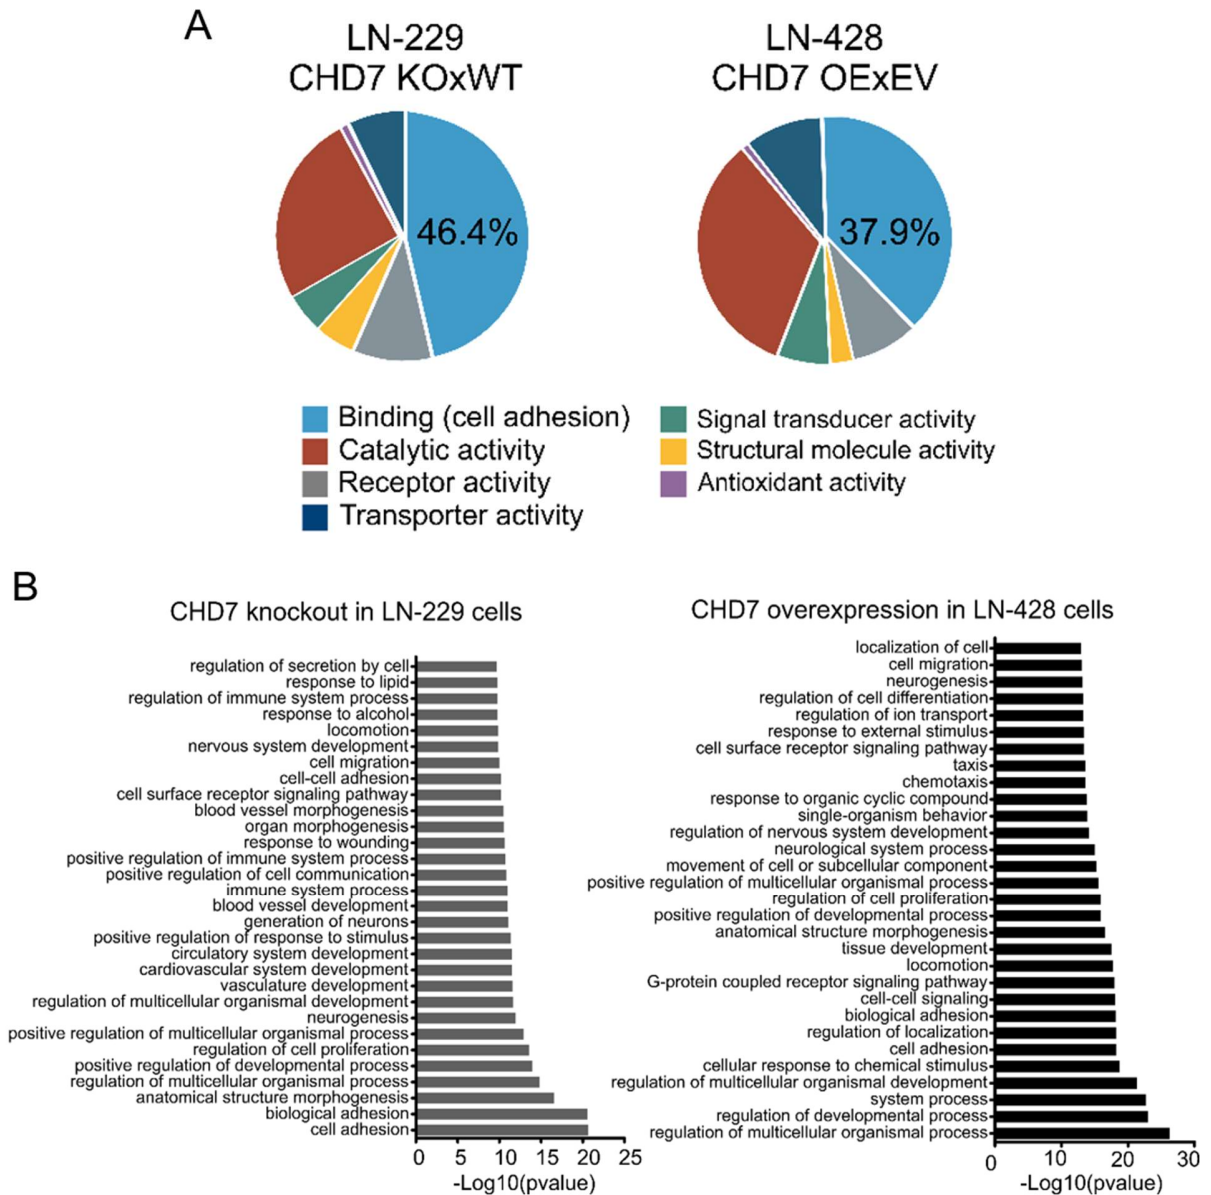 A
LN-229
CHD7 KOxWT
LN-428
CHD7 OExEV
46.4%
37.9%
Binding (cell adhesion)
Catalytic activity
Receptor activity
Transporter activity
Signal transducer activity
Structural molecule activity
Antioxidant activity
B
CHD7 knockout in LN-229 cells
regulation of secretion by cell
response to lipid
regulation of immune system process
response to alcohol
locomotion
nervous system development
cell migration
cell-cell adhesion
cell surface receptor signaling pathway
blood vessel morphogenesis
organ morphogenesis
response to wounding
positive regulation of immune system process
positive regulation of cell communication
immune system process
blood vessel development
generation of neurons
positive regulation of response to stimulus
circulatory system development
cardiovascular system development
vasculature development
regulation of multicellular organismal development
neurogenesis
positive regulation of multicellular organismal process
regulation of cell proliferation
positive regulation of developmental process
regulation of multicellular organismal process
anatomical structure morphogenesis
biological adhesion
cell adhesion
0 5 10 15 20 25
-Log10(pvalue)
CHD7 overexpression in LN-428 cells
localization of cell
cell migration
neurogenesis
regulation of cell differentiation
regulation of ion transport
response to external stimulus
cell surface receptor signaling pathway
taxis
chemotaxis
response to organic cyclic compound
single-organism behavior
regulation of nervous system development
neurological system process
movement of cell or subcellular component
positive regulation of multicellular organismal process
regulation of cell proliferation
positive regulation of developmental process
anatomical structure morphogenesis
tissue development
locomotion
G-protein coupled receptor signaling pathway
cell-cell signaling
biological adhesion
regulation of localization
cell adhesion
cellular response to chemical stimulus
regulation of multicellular organismal development
system process
regulation of developmental process
regulation of multicellular organismal process
0 10 20 30
-Log10(pvalue)